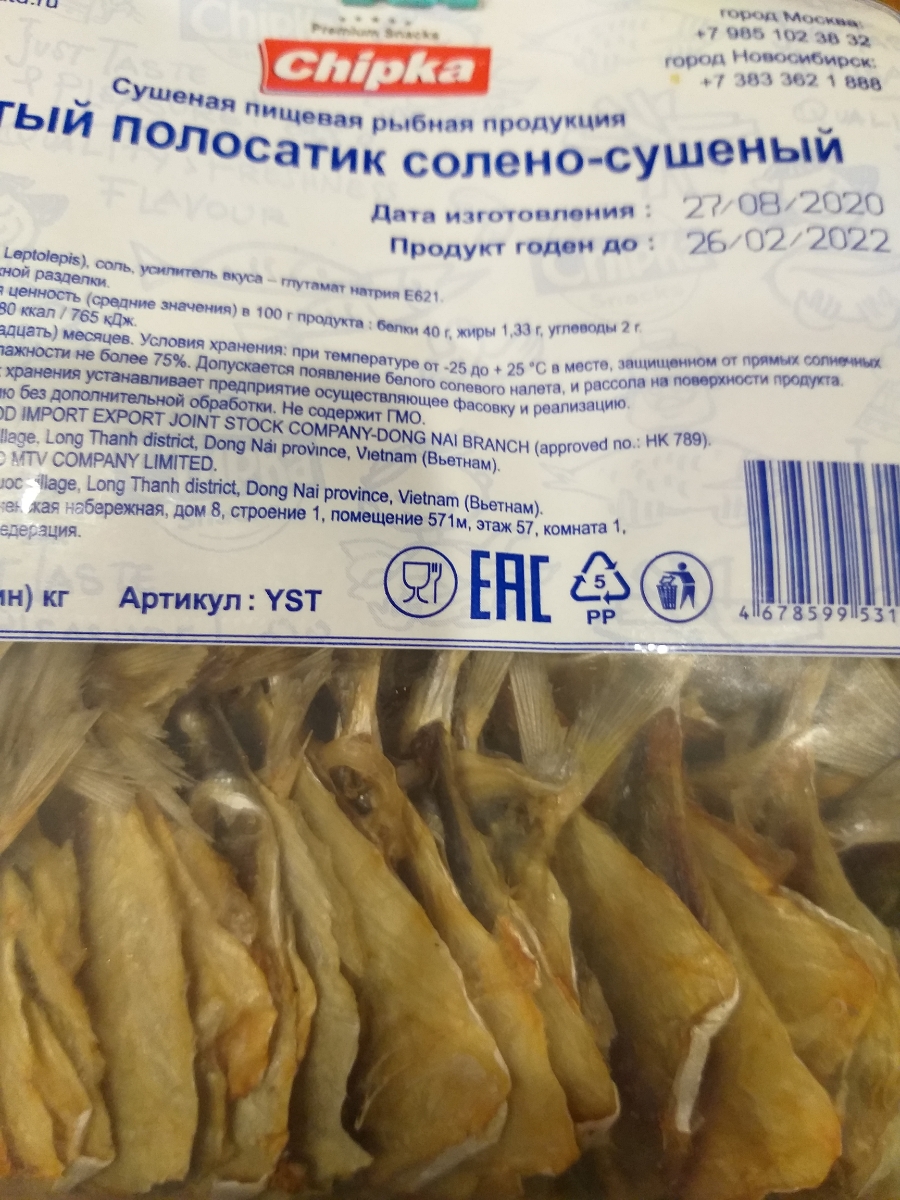 Premium Snacks
Chipka
город Москва:
+7 985 102 38 32
город Новосибирск:
+7 383 362 1 888
Сушеная пищевая рыбная продукция
тый полосатик солено-сушеный
Дата изготовления : 27/08/2020
Продукт годен до : 26/02/2022
Leptolepis), соль, усилитель вкуса – глутамат натрия Е621.
ной разделки.
ценность (средние значения) в 100 г продукта : белки 40 г, жиры 1,33 г, углеводы 2 г.
80 ккал / 765 кДж.
адцать) месяцев. Условия хранения: при температуре от -25 до + 25 °С в месте, защищенном от прямых солнечных
лажности не более 75%. Допускается появление белого солевого налета, и рассола на поверхности продукта.
хранения устанавливает предприятие осуществляющее фасовку и реализацию.
ю без дополнительной обработки. Не содержит ГМО.
OD IMPORT EXPORT JOINT STOCK COMPANY-DONG NAI BRANCH (approved no.: HK 789).
llage, Long Thanh district, Dong Nai province, Vietnam (Вьетнам).
MTV COMPANY LIMITED.
llage, Long Thanh district, Dong Nai province, Vietnam (Вьетнам).
кая набережная, дом 8, строение 1, помещение 571м, этаж 57, комната 1,
едерация.
ин) кг Артикул : YST
EAC
5
PP
4 678599 531